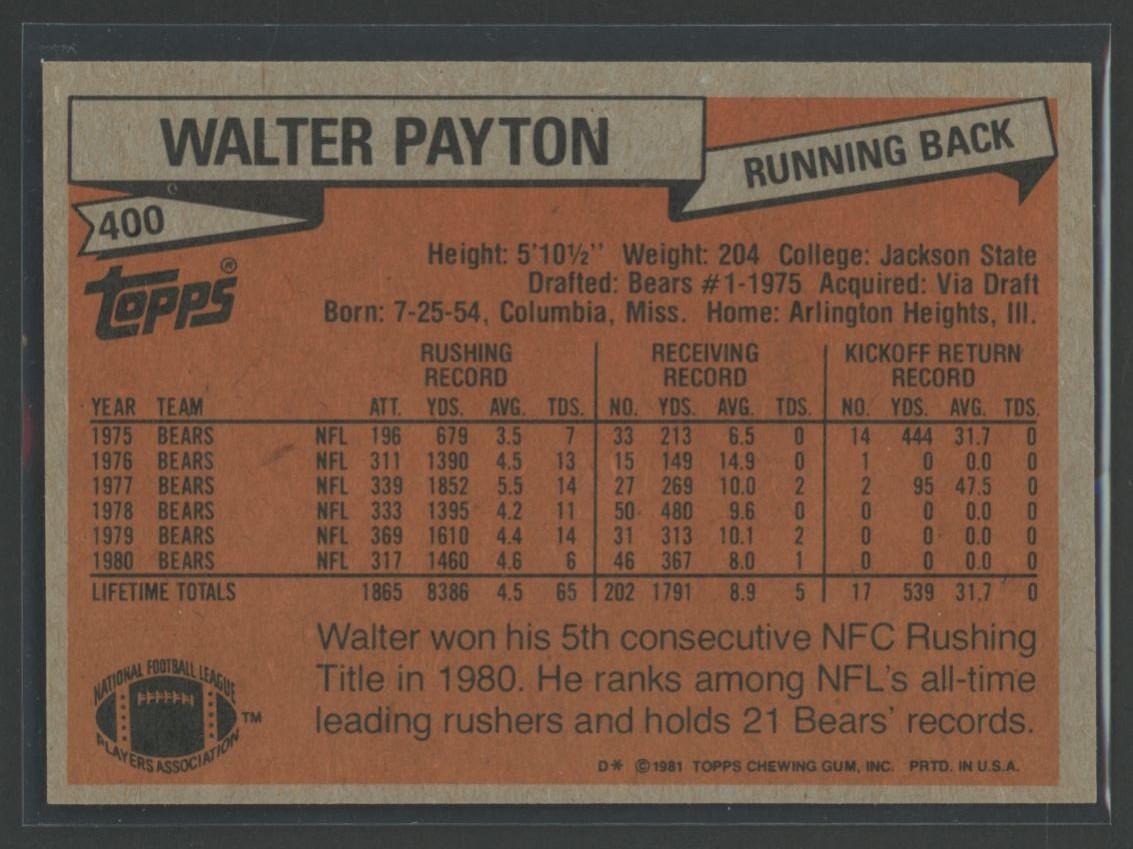 WALTER PAYTON
RUNNING BACK
400
TOPPS®
Height: 5'10½'' Weight: 204 College: Jackson State
Drafted: Bears #1-1975 Acquired: Via Draft
Born: 7-25-54, Columbia, Miss. Home: Arlington Heights, Ill.
RUSHING RECEIVING KICKOFF RETURN
RECORD RECORD RECORD
YEAR TEAM ATT. YDS. AVG. TDS. NO. YDS. AVG. TDS. NO. YDS. AVG. TDS.
1975 BEARS NFL 196 679 3.5 7 33 213 6.5 0 14 444 31.7 0
1976 BEARS NFL 311 1390 4.5 13 15 149 14.9 0 1 0 0.0 0
1977 BEARS NFL 339 1852 5.5 14 27 269 10.0 2 2 95 47.5 0
1978 BEARS NFL 333 1395 4.2 11 50 480 9.6 0 0 0 0.0 0
1979 BEARS NFL 369 1610 4.4 14 31 313 10.1 2 0 0 0.0 0
1980 BEARS NFL 317 1460 4.6 6 46 367 8.0 1 0 0 0.0 0
LIFETIME TOTALS 1865 8386 4.5 65 202 1791 8.9 5 17 539 31.7 0
Walter won his 5th consecutive NFC Rushing
Title in 1980. He ranks among NFL's all-time
leading rushers and holds 21 Bears' records.
NATIONAL FOOTBALL LEAGUE
PLAYERS ASSOCIATION
TM
D* ©1981 TOPPS CHEWING GUM, INC. PRTD. IN U.S.A.